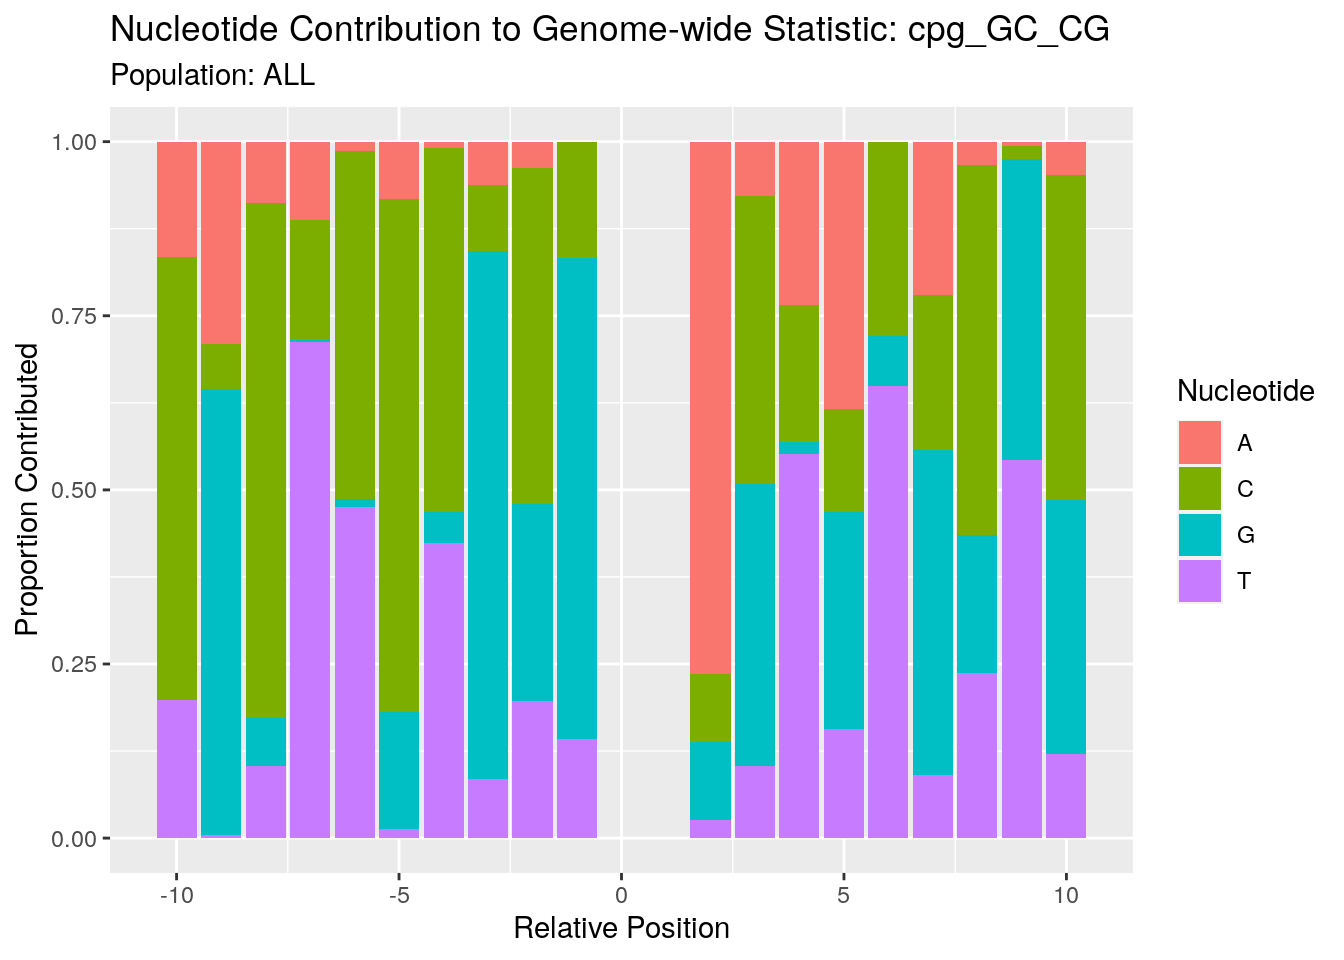 Nucleotide Contribution to Genome-wide Statistic: cpg_GC_CG
Population: ALL
Proportion Contributed
1.00
0.75
0.50
0.25
0.00
-10
-5
0
5
10
Relative Position
Nucleotide
A
C
G
T